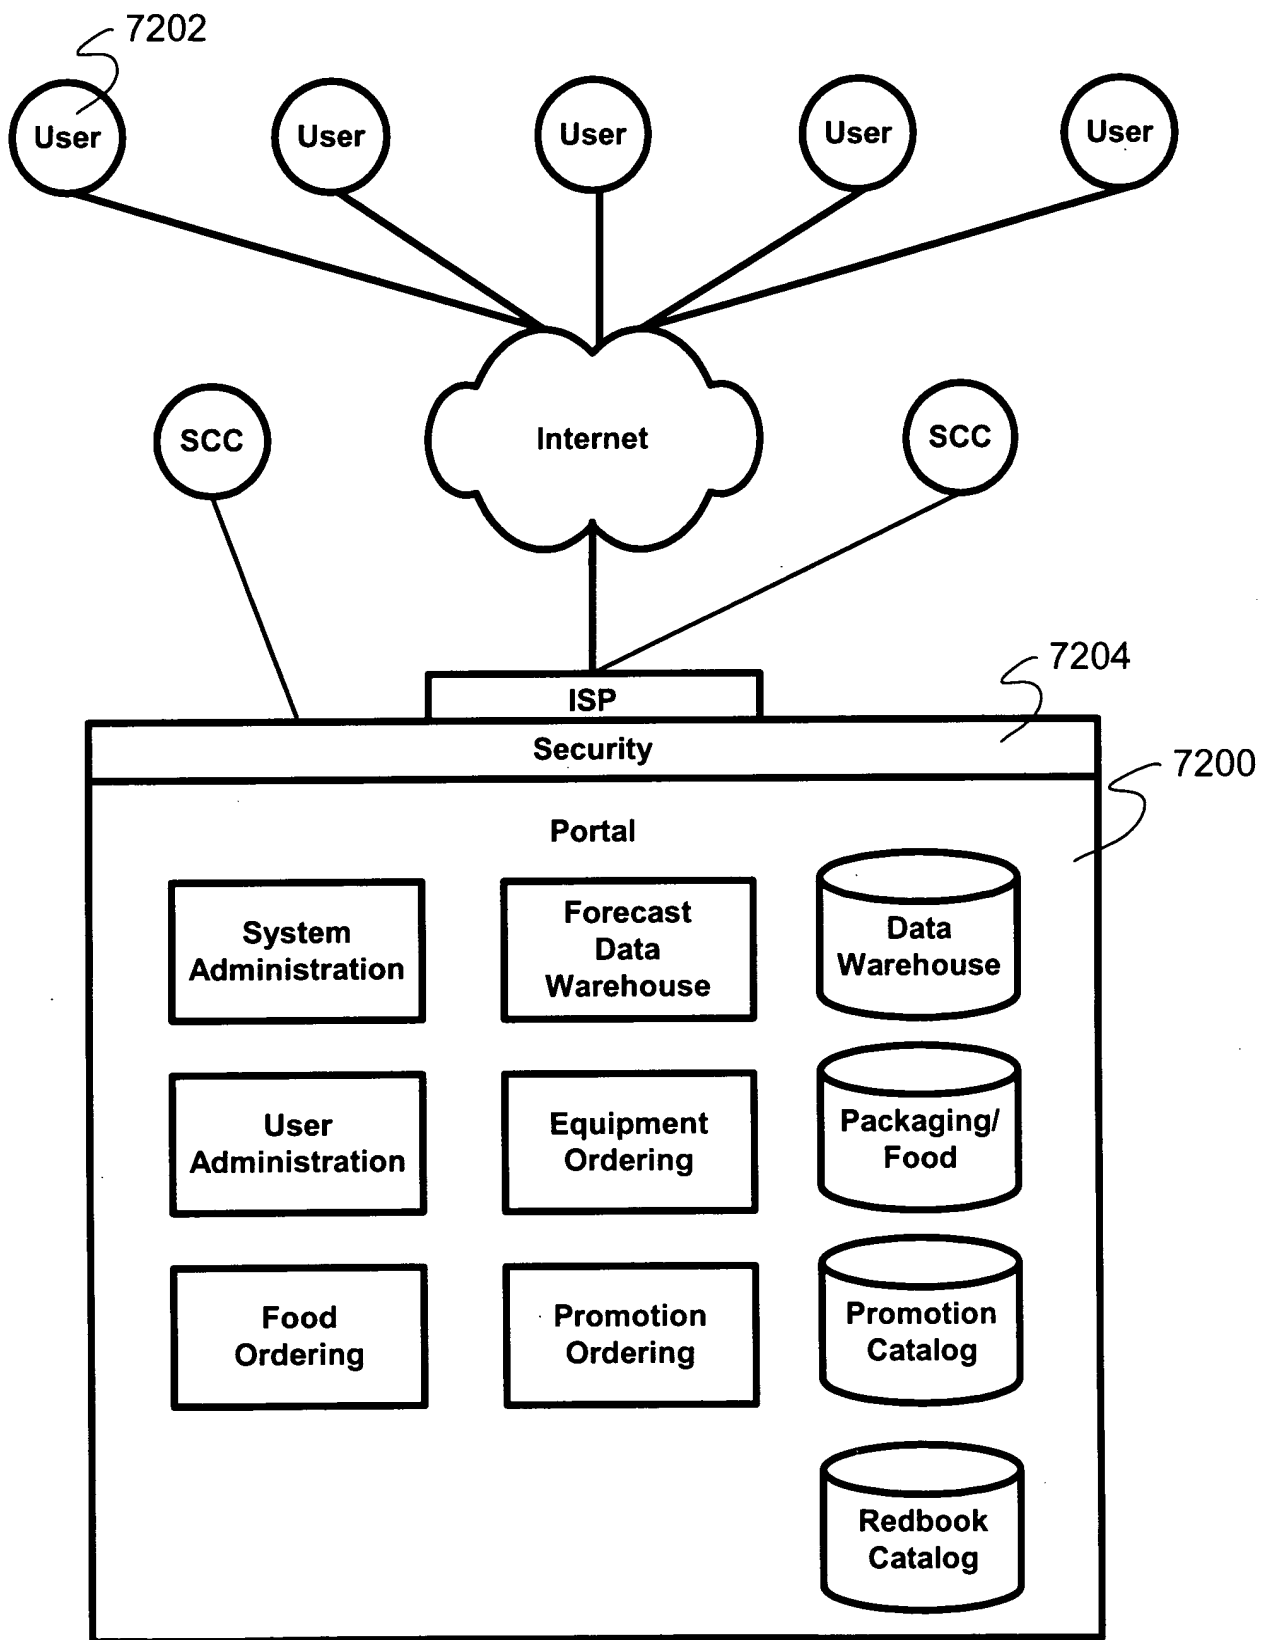 7202
User
User
User
User
User
Internet
SCC
SCC
7204
ISP
Security
7200
Portal
System
Administration
Forecast
Data
Warehouse
Data
Warehouse
User
Administration
Equipment
Ordering
Packaging/
Food
Food
Ordering
Promotion
Ordering
Promotion
Catalog
Redbook
Catalog